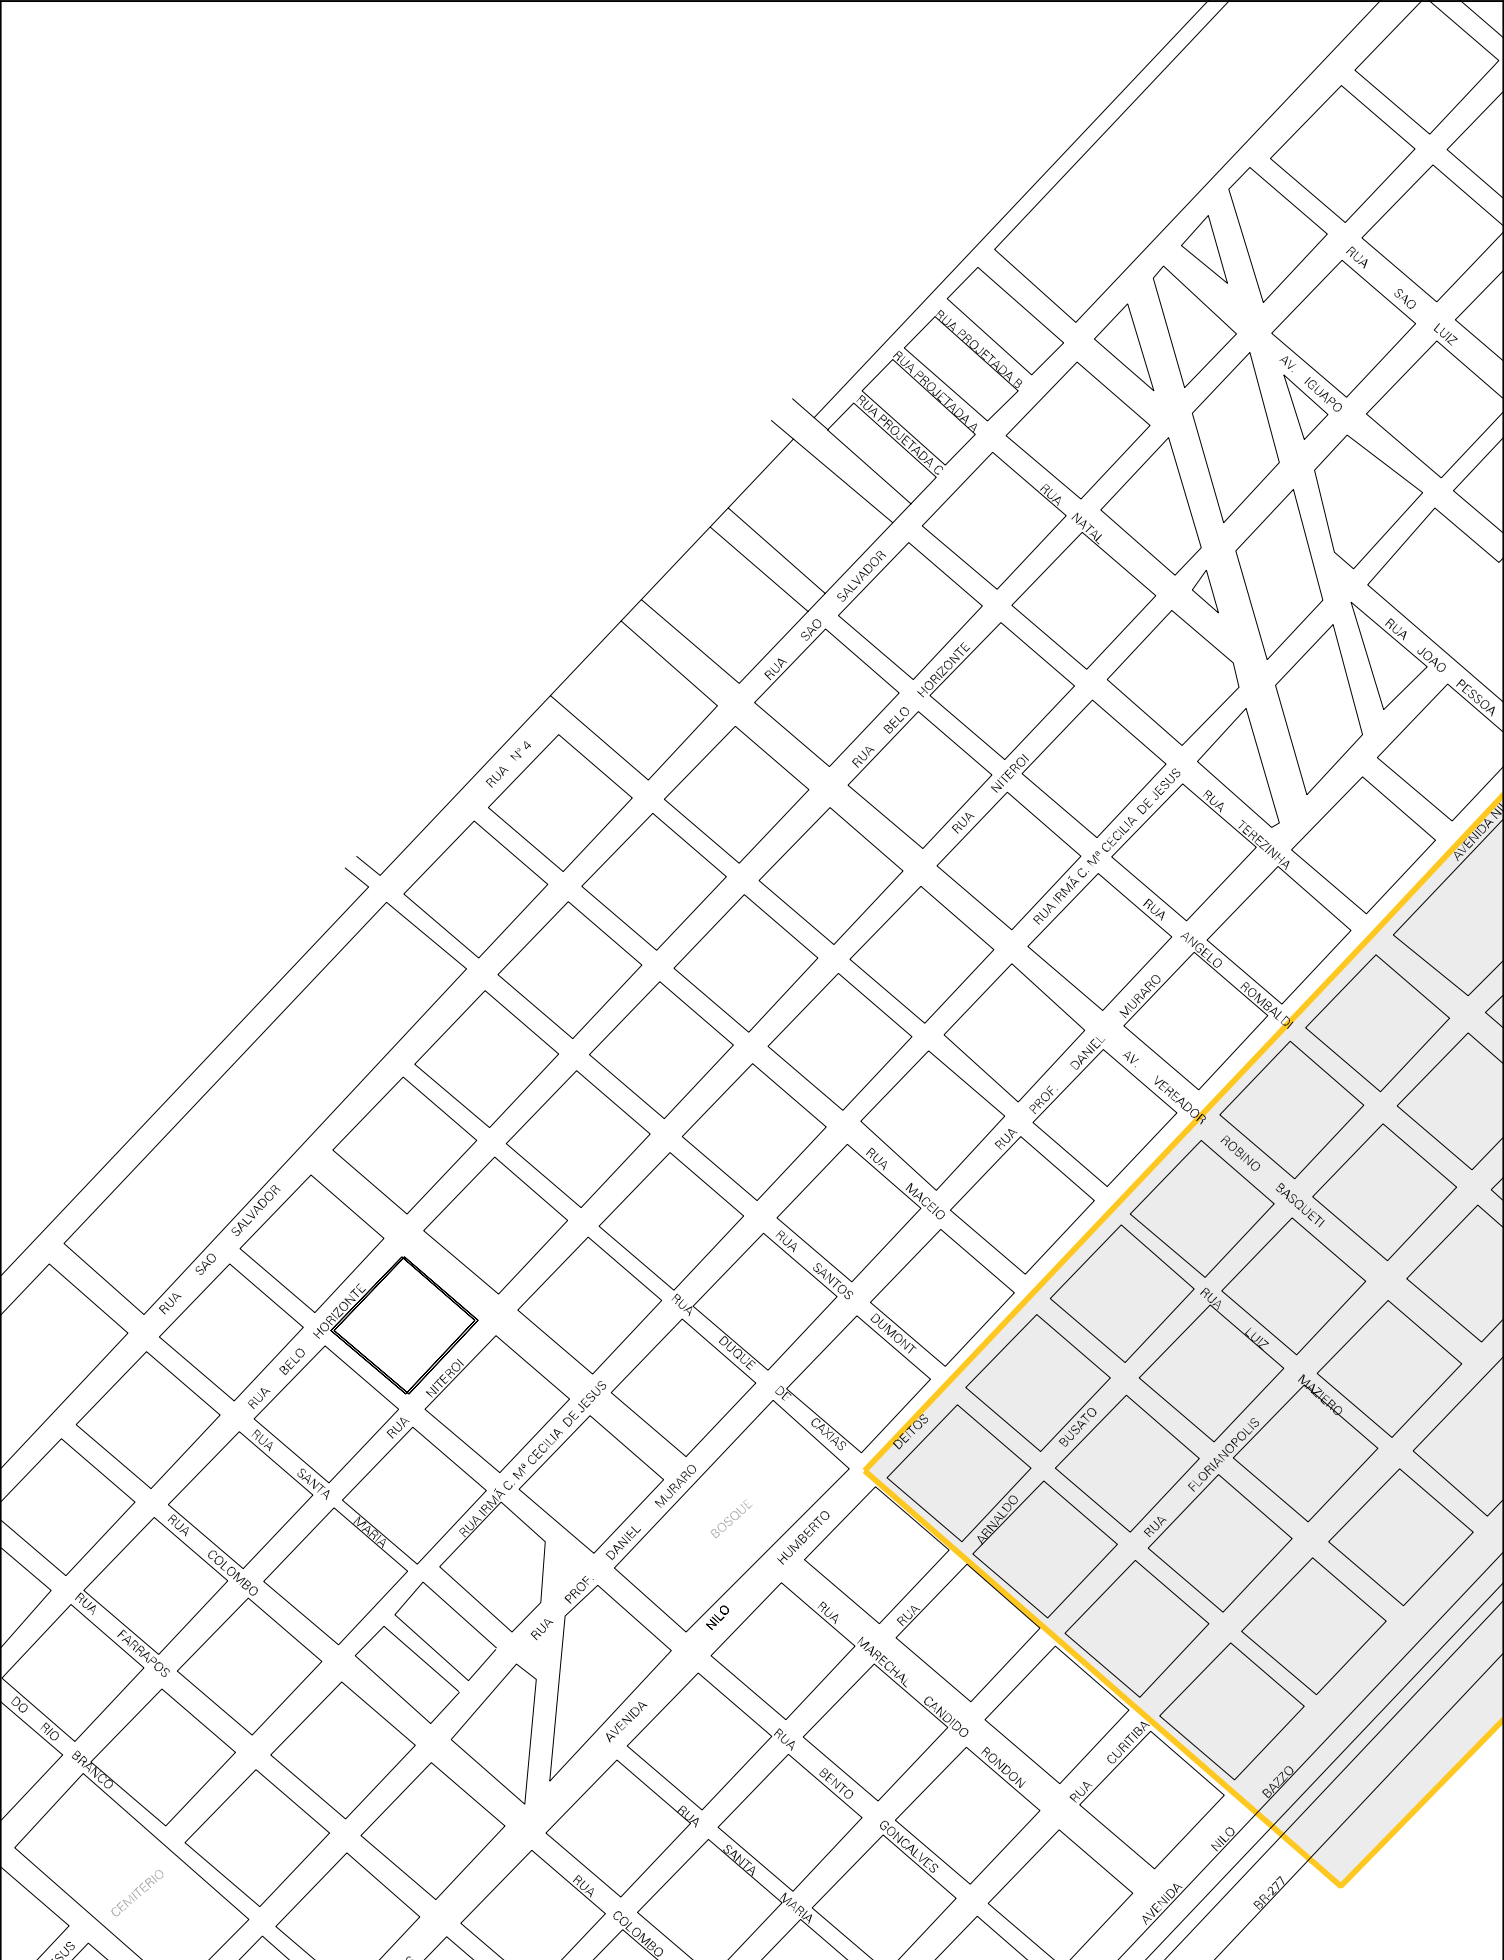 RUA SAO LUIZ
RUA PROJETADA B
AV. IGUAPO
RUA PROJETADA A
RUA PROJETADA C
RUA NATAL
RUA SAO SALVADOR
RUA JOAO PESSOA
RUA BELO HORIZONTE
RUA Nº 4
RUA NITEROI
RUA IRMÃ C. Mª CECILIA DE JESUS
RUA TEREZINHA
AVENIDA NIL
RUA ANGELO ROMBALDI
RUA PROF. DANIEL MURARO
AV. VEREADOR ROBINO BASQUETI
RUA MACEIO
RUA SAO SALVADOR
RUA SANTOS DUMONT
RUA BELO HORIZONTE
RUA DUQUE DE CAXIAS
RUA LUIZ MAZIERO
RUA NITEROI
RUA IRMÃ C. Mª CECILIA DE JESUS
RUA SANTA MARIA
RUA PROF. DANIEL MURARO
BOSQUE
AVENIDA NILO HUMBERTO DEITOS
RUA ARNALDO BUSATO
RUA FLORIANOPOLIS
RUA COLOMBO
RUA FARRAPOS
DO RIO BRANCO
RUA MARECHAL CANDIDO RONDON
RUA CURITIBA
RUA BENTO GONCALVES
AVENIDA NILO BAZZO
BR-277
RUA SANTA MARIA
RUA COLOMBO
CEMITERIO
SUS